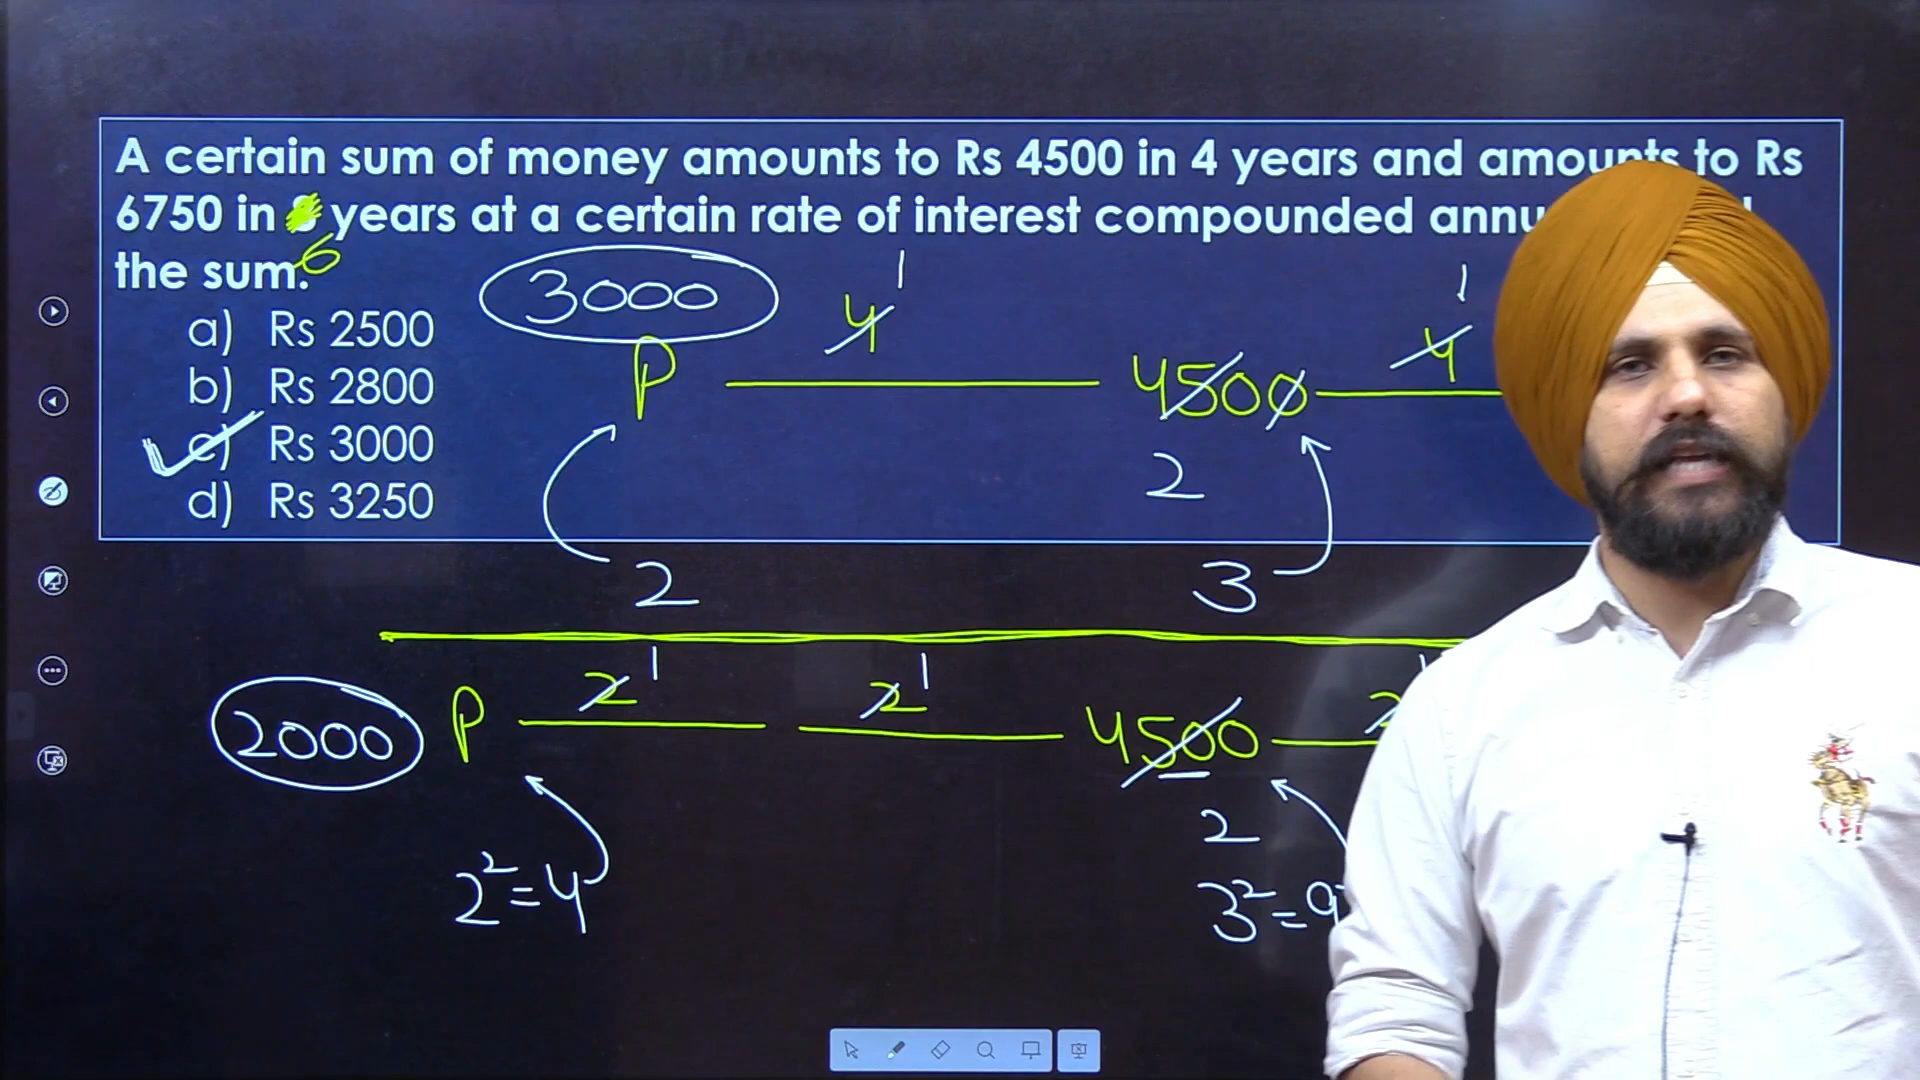 A certain sum of money amounts to Rs 4500 in 4 years and amounts to Rs
6750 in years at a certain rate of interest compounded
the sum. 6
a) Rs 2500
b) Rs 2800
c) Rs 3000
d) Rs 3250
3000
4 1
4 1
P
4500
2
2
3
2 1
2 1
2
2000
P
4500
2
2² = 4
3² = 9